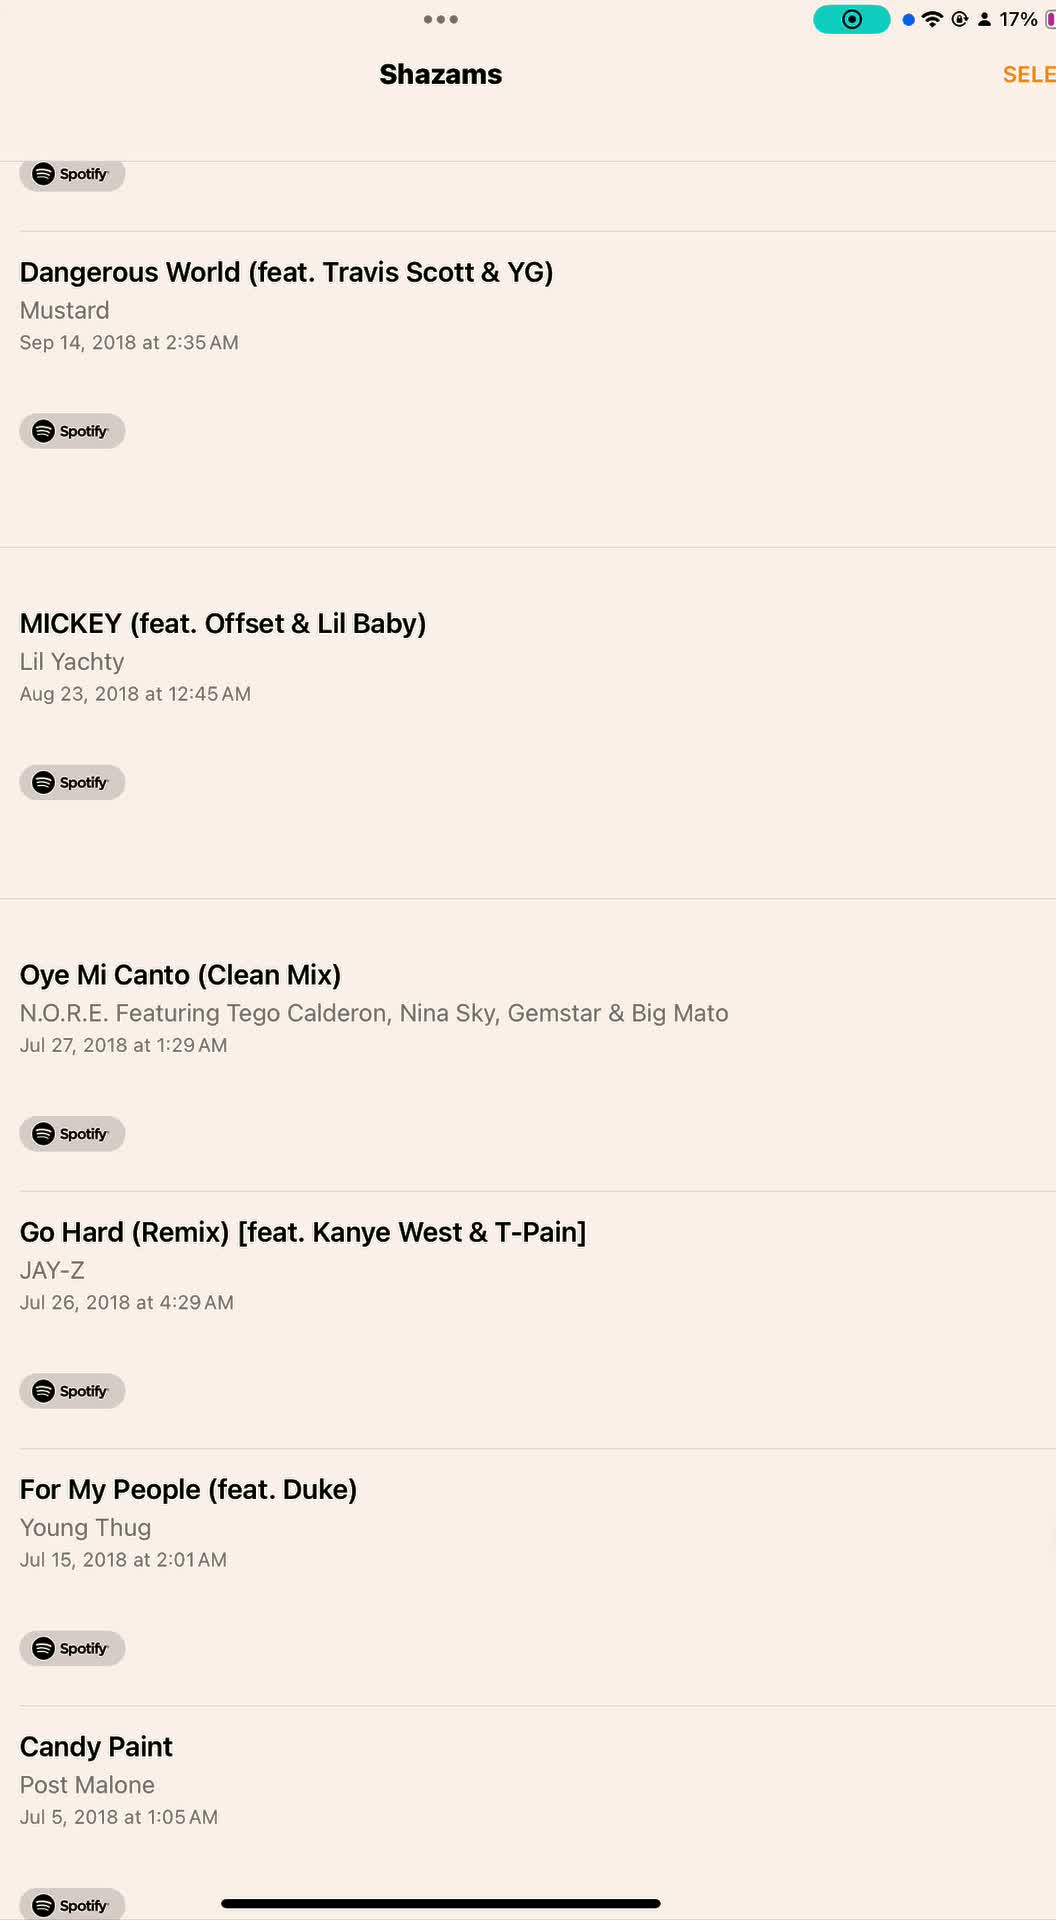 17%
Shazams
SELE
Spotify
Dangerous World (feat. Travis Scott & YG)
Mustard
Sep 14, 2018 at 2:35 AM
Spotify
MICKEY (feat. Offset & Lil Baby)
Lil Yachty
Aug 23, 2018 at 12:45 AM
Spotify
Oye Mi Canto (Clean Mix)
N.O.R.E. Featuring Tego Calderon, Nina Sky, Gemstar & Big Mato
Jul 27, 2018 at 1:29 AM
Spotify
Go Hard (Remix) [feat. Kanye West & T-Pain]
JAY-Z
Jul 26, 2018 at 4:29 AM
Spotify
For My People (feat. Duke)
Young Thug
Jul 15, 2018 at 2:01 AM
Spotify
Candy Paint
Post Malone
Jul 5, 2018 at 1:05 AM
Spotify